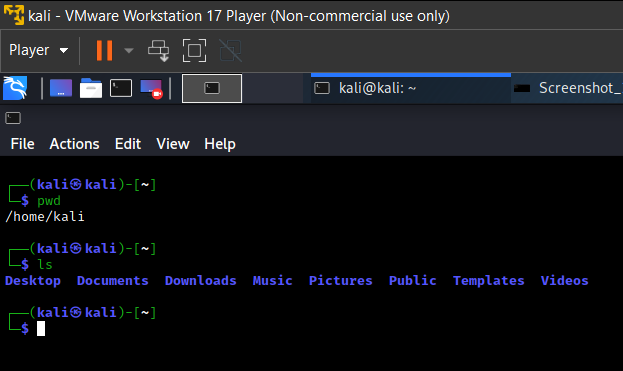 kali - VMware Workstation 17 Player (Non-commercial use only)
Player
kali@kali: ~
Screenshot_
File Actions Edit View Help
┌──(kali㉿kali)-[~]
└─$ pwd
/home/kali
┌──(kali㉿kali)-[~]
└─$ ls
Desktop Documents Downloads Music Pictures Public Templates Videos
┌──(kali㉿kali)-[~]
└─$